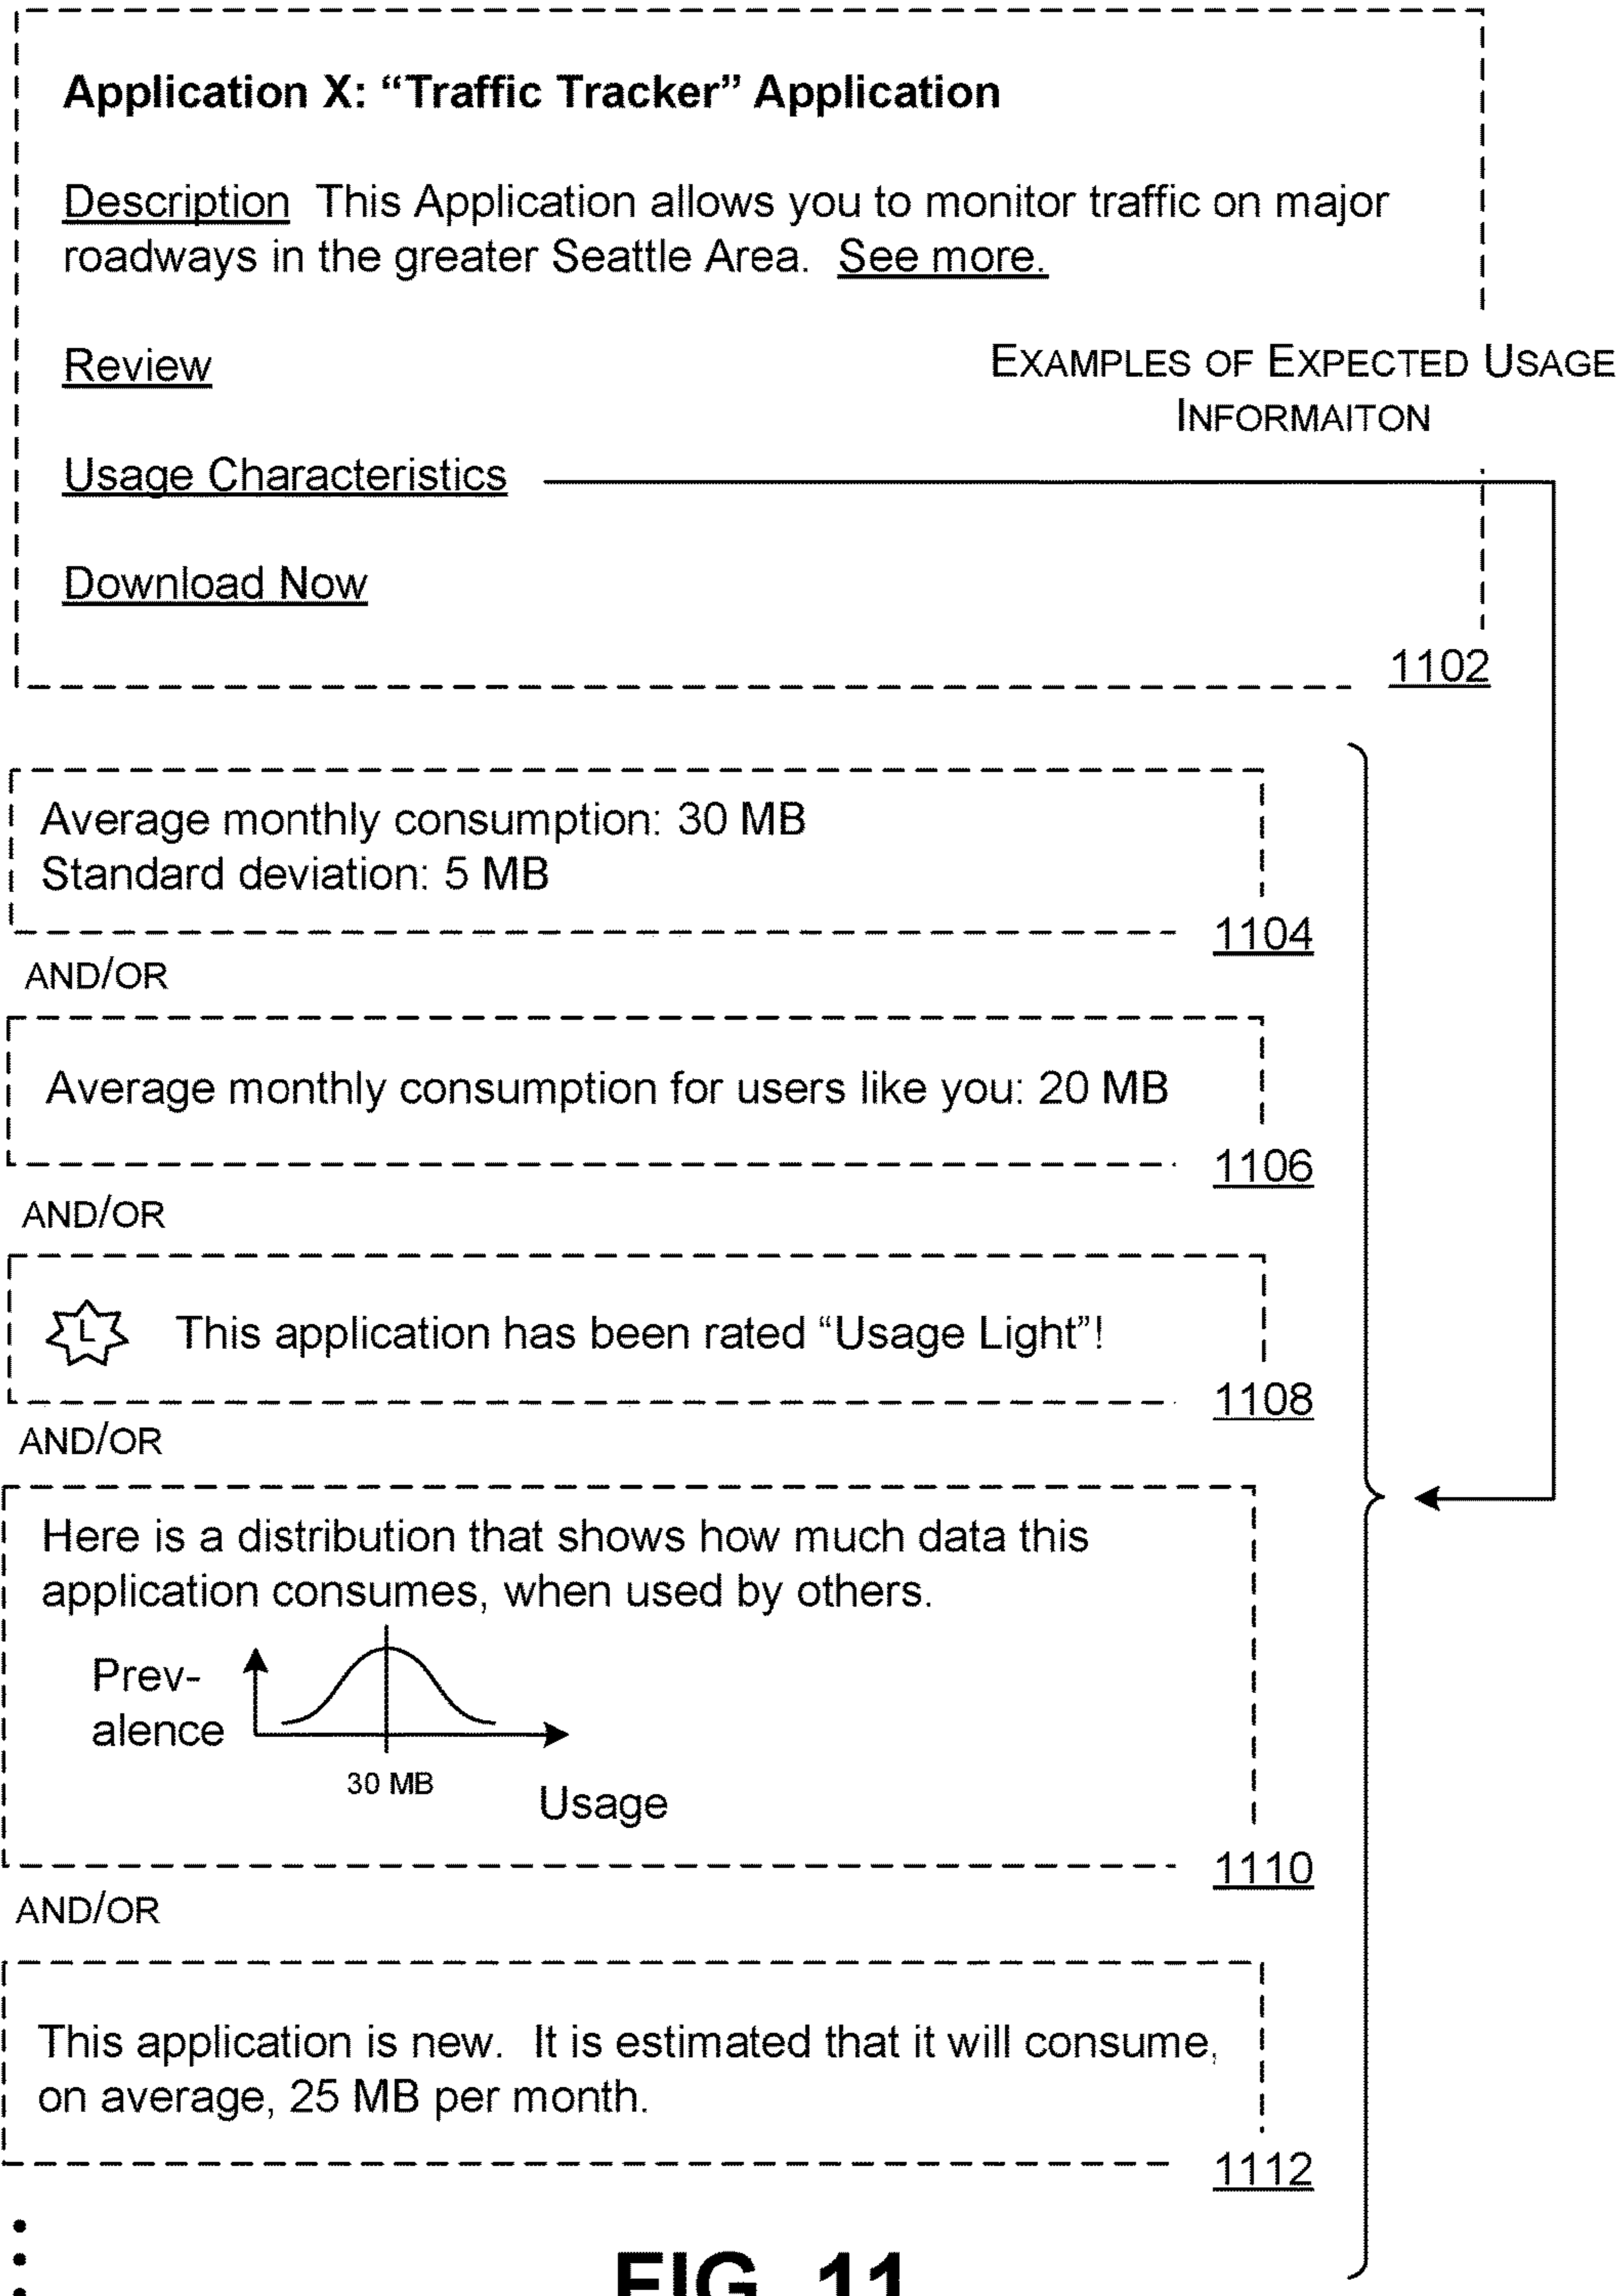 Application X: “Traffic Tracker” Application
Description  This Application allows you to monitor traffic on major
roadways in the greater Seattle Area.  See more.
Review
EXAMPLES OF EXPECTED USAGE
INFORMAITON
Usage Characteristics
Download Now
1102
Average monthly consumption: 30 MB
Standard deviation: 5 MB
1104
AND/OR
Average monthly consumption for users like you: 20 MB
1106
AND/OR
L This application has been rated “Usage Light”!
1108
AND/OR
Here is a distribution that shows how much data this
application consumes, when used by others.
Prev-
alence
30 MB
Usage
1110
AND/OR
This application is new.  It is estimated that it will consume,
on average, 25 MB per month.
1112
FIG. 11